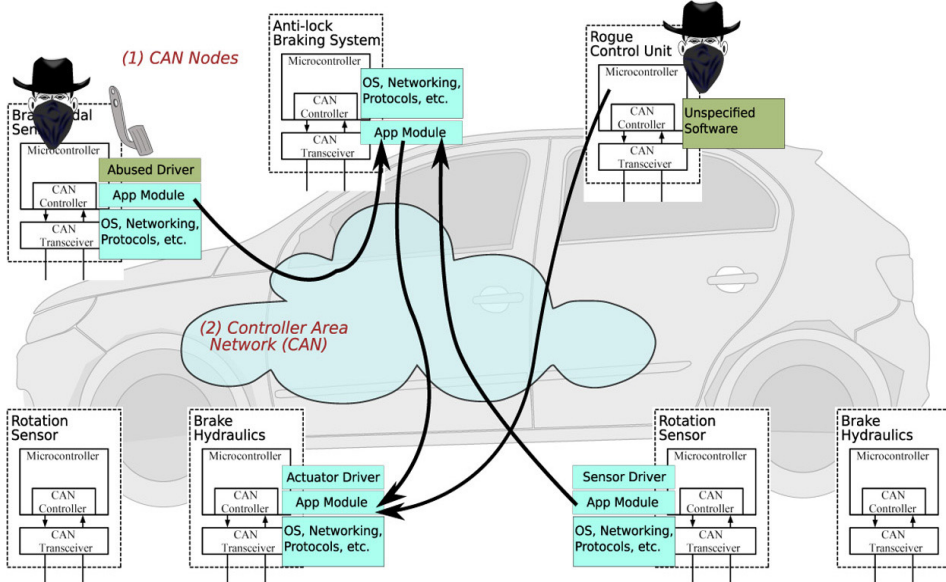 (1) CAN Nodes
Anti-lock
Braking System
Microcontroller
CAN
Controller
CAN
Transceiver
OS, Networking,
Protocols, etc.
App Module
Rogue
Control Unit
Microcontroller
CAN
Controller
CAN
Transceiver
Unspecified
Software
Microcontroller
CAN
Controller
CAN
Transceiver
Abused Driver
App Module
OS, Networking,
Protocols, etc.
(2) Controller Area
Network (CAN)
Rotation
Sensor
Microcontroller
CAN
Controller
CAN
Transceiver
Brake
Hydraulics
Microcontroller
CAN
Controller
CAN
Transceiver
Actuator Driver
App Module
OS, Networking,
Protocols, etc.
Sensor Driver
App Module
OS, Networking,
Protocols, etc.
Rotation
Sensor
Microcontroller
CAN
Controller
CAN
Transceiver
Brake
Hydraulics
Microcontroller
CAN
Controller
CAN
Transceiver